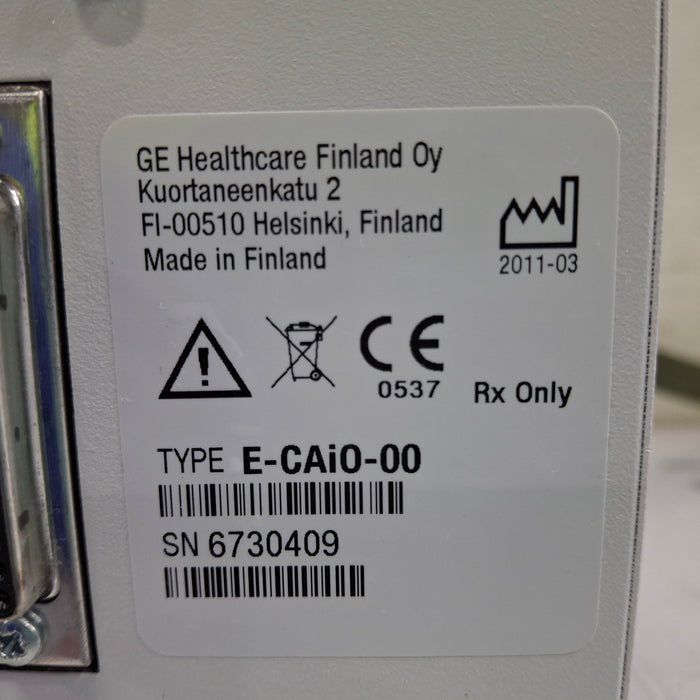 GE Healthcare Finland Oy
Kuortaneenkatu 2
FI-00510 Helsinki, Finland
Made in Finland
2011-03
CE
0537
Rx Only
TYPE E-CAiO-00
SN 6730409